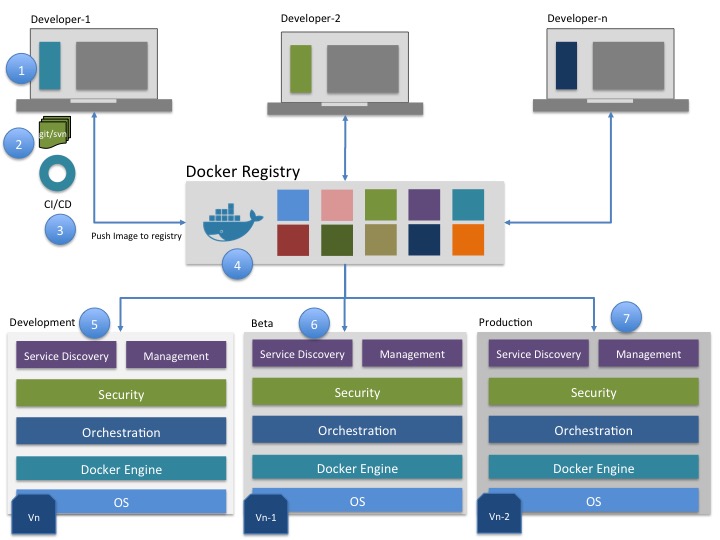 Developer-1
Developer-2
Developer-n
1
git/svn
2
CI/CD
3
Push Image to registry
Docker Registry
4
Development
5
Service Discovery
Management
Security
Orchestration
Docker Engine
OS
Vn
Beta
6
Service Discovery
Management
Security
Orchestration
Docker Engine
OS
Vn-1
Production
7
Service Discovery
Management
Security
Orchestration
Docker Engine
OS
Vn-2